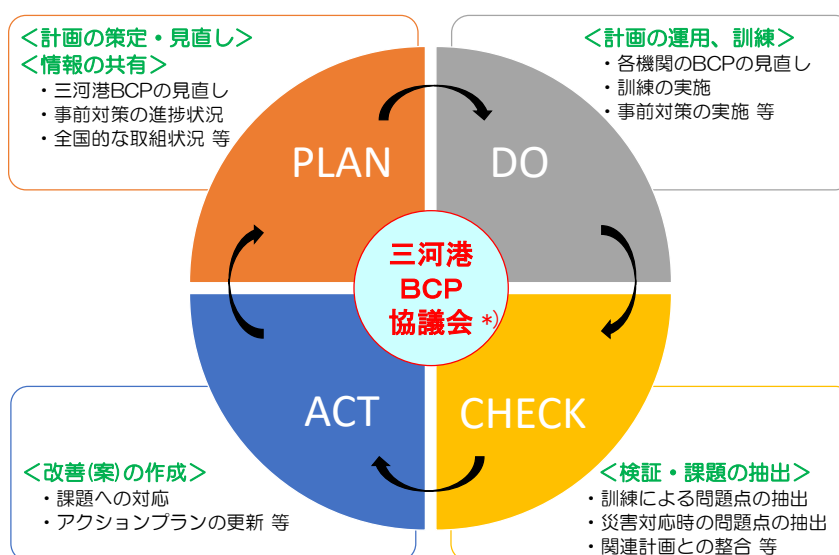 ＜計画の策定・見直し＞
＜情報の共有＞
・三河港BCPの見直し
・事前対策の進捗状況
・全国的な取組状況 等
＜計画の運用、訓練＞
・各機関のBCPの見直し
・訓練の実施
・事前対策の実施 等
PLAN
DO
三河港
BCP
協議会 *)
ACT
CHECK
＜改善(案)の作成＞
・課題への対応
・アクションプランの更新 等
＜検証・課題の抽出＞
・訓練による問題点の抽出
・災害対応時の問題点の抽出
・関連計画との整合 等